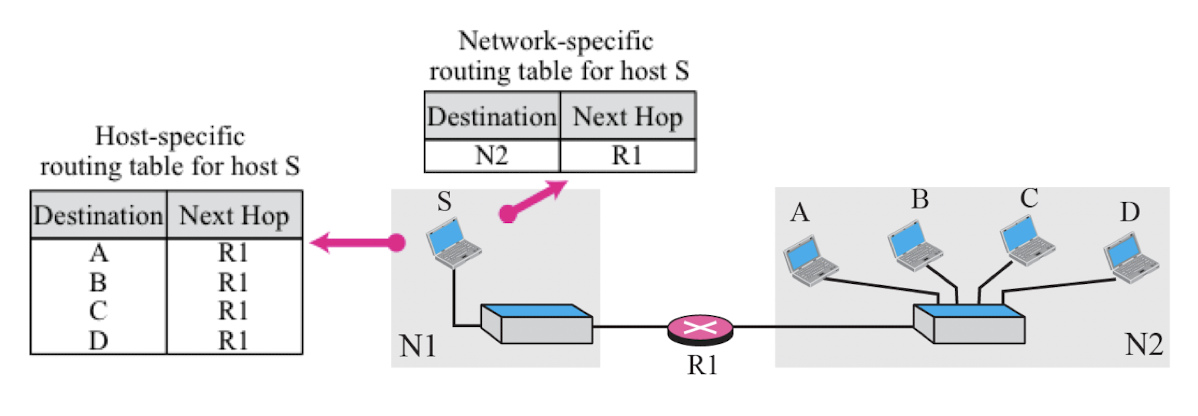 Network-specific
routing table for host S
Destination Next Hop
N2 R1
Host-specific
routing table for host S
Destination Next Hop
A R1
B R1
C R1
D R1
S
N1
R1
A
B
C
D
N2